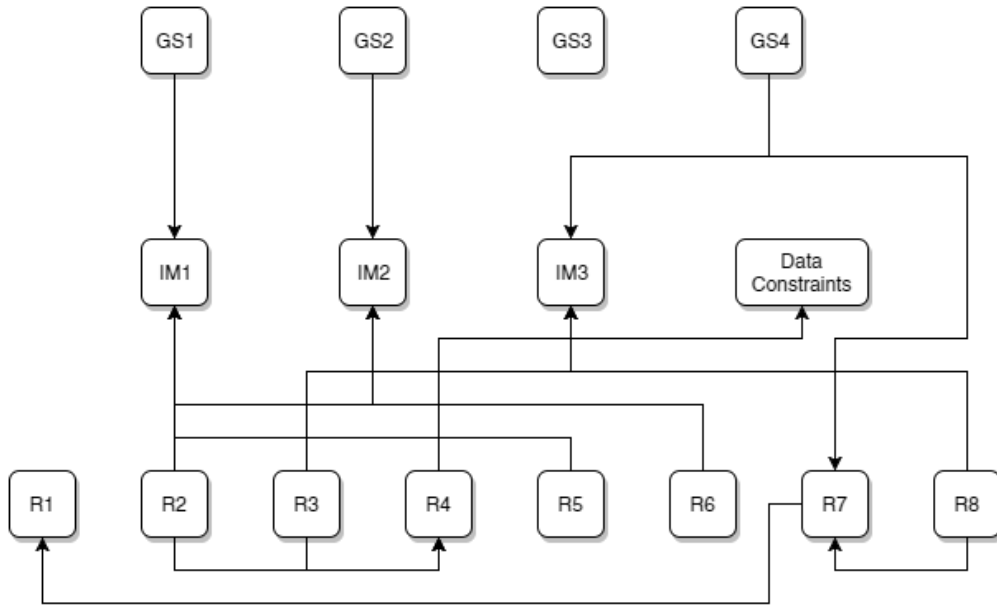 GS1
GS2
GS3
GS4
IM1
IM2
IM3
Data
Constraints
R1
R2
R3
R4
R5
R6
R7
R8